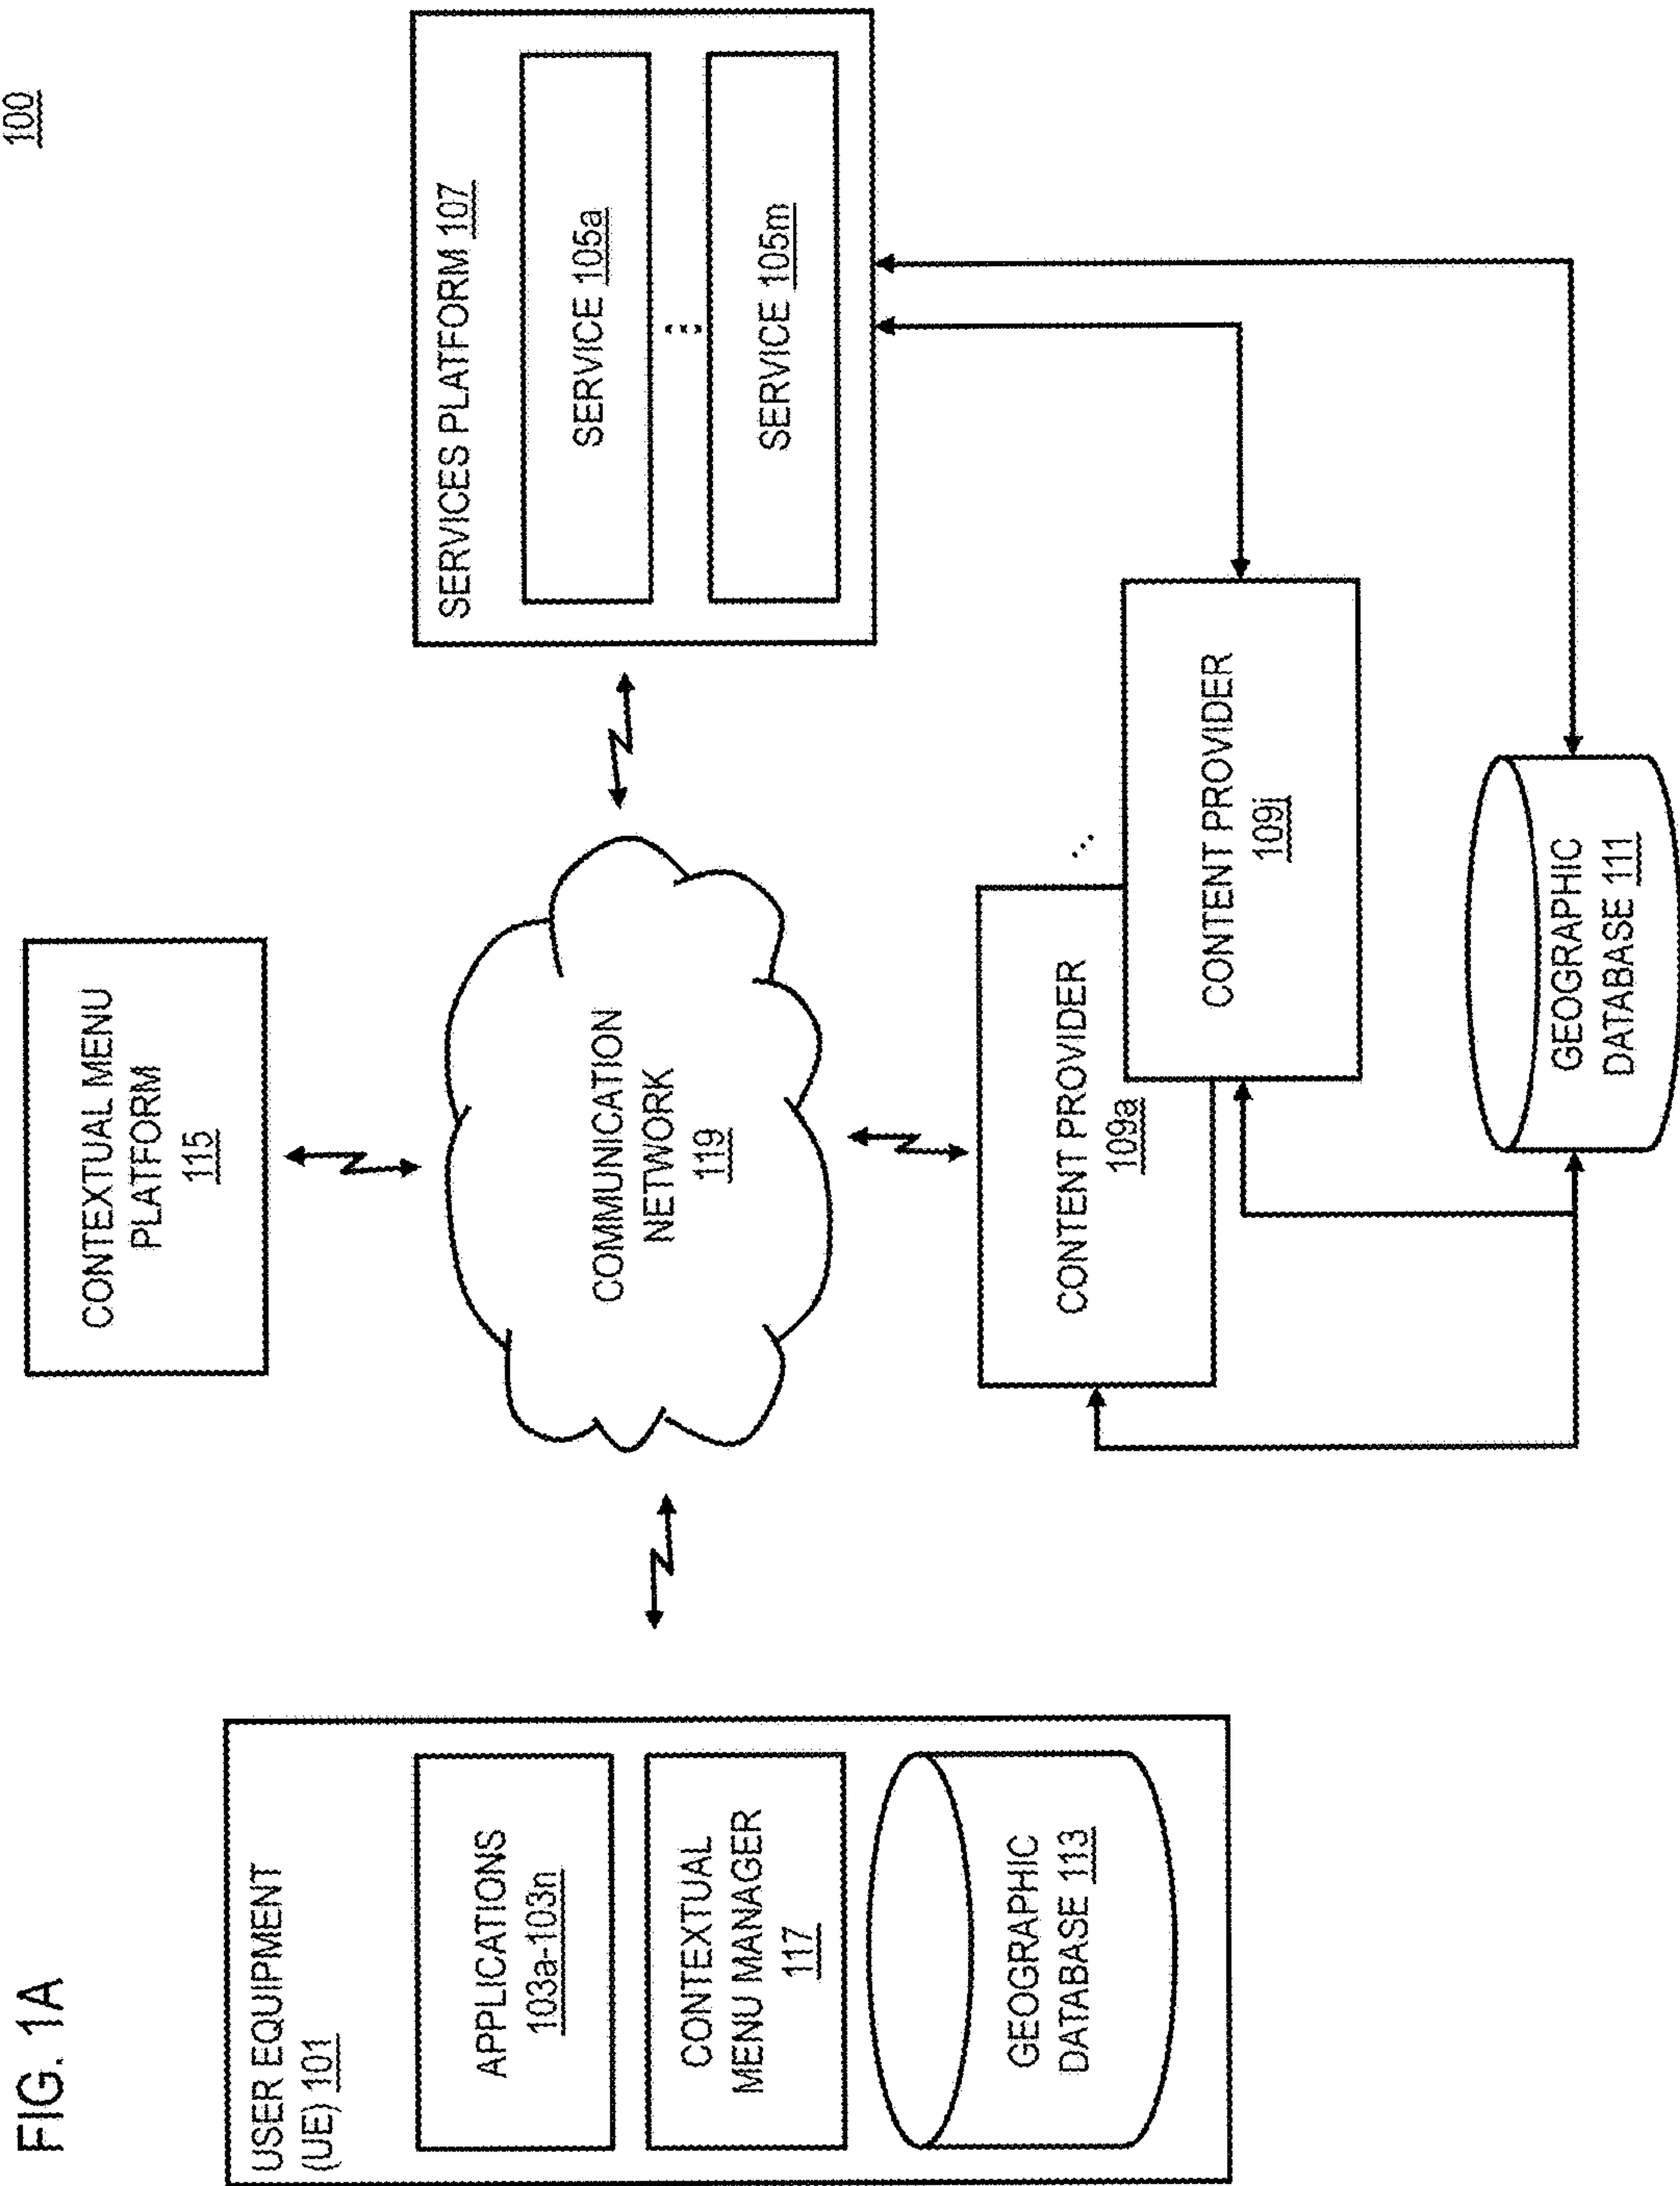 FIG. 1A
100
CONTEXTUAL MENU
PLATFORM
115
USER EQUIPMENT
(UE) 101
APPLICATIONS
103a-103n
CONTEXTUAL
MENU MANAGER
117
GEOGRAPHIC
DATABASE 113
COMMUNICATION
NETWORK
119
SERVICES PLATFORM 107
SERVICE 105a
...
SERVICE 105m
CONTENT PROVIDER
109a
...
CONTENT PROVIDER
109j
GEOGRAPHIC
DATABASE 111